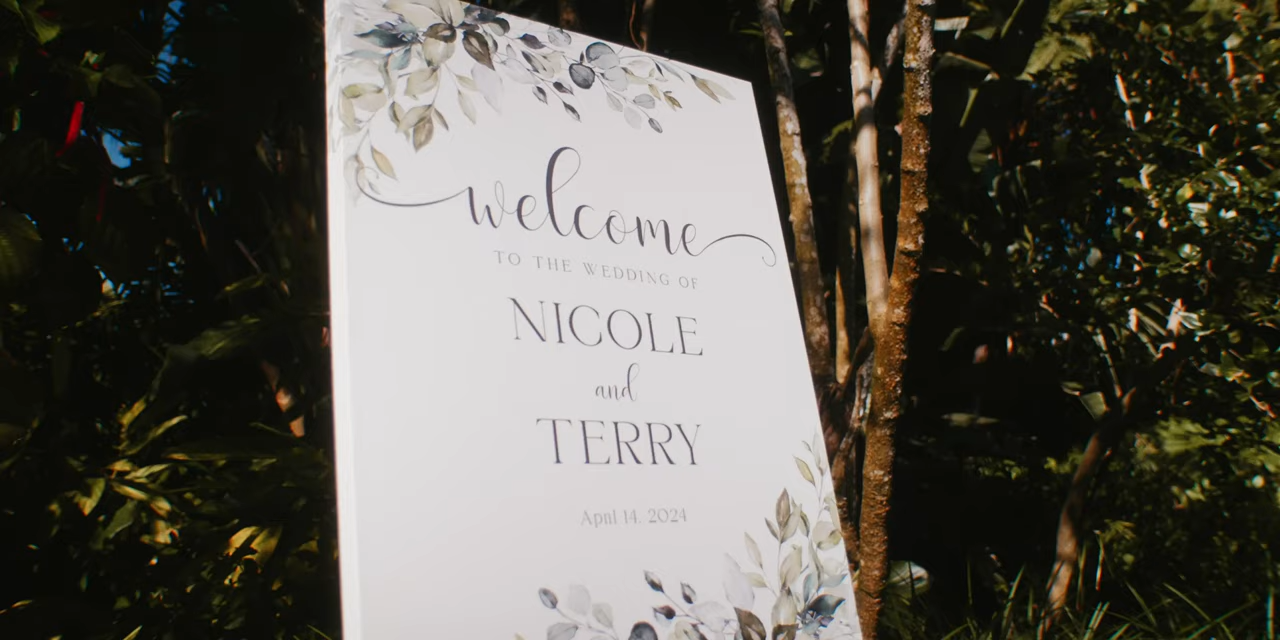 welcome
TO THE WEDDING OF
NICOLE
and
TERRY
April 14, 2024